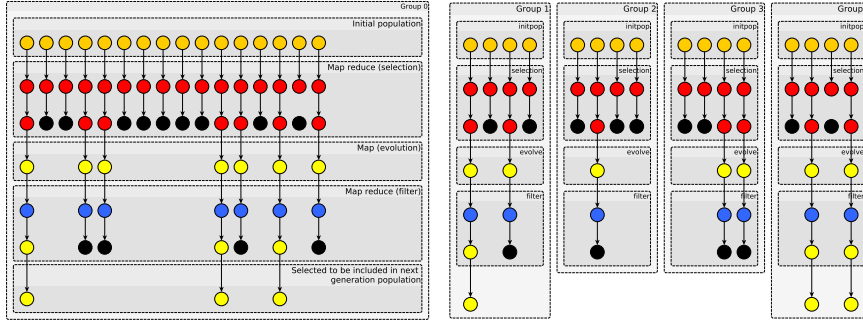 Group 0
Initial population
Map reduce (selection)
Map (evolution)
Map reduce (filter)
Selected to be included in next
generation population
Group 1
initpop
selection
evolve
filter
Group 2
initpop
selection
evolve
filter
Group 3
initpop
selection
evolve
filter
Group
initpop
selection
evolve
filter